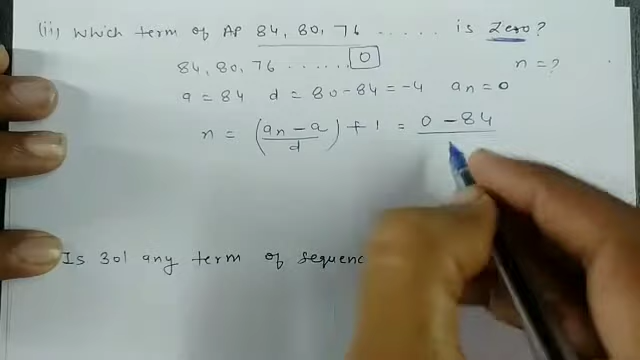 (ii) Which term of AP 84, 80, 76 ..... is Zero?
84, 80, 76 ...... 0 n = ?
a = 84 d = 80-84 = -4 an = 0
n = (an - a / d) + 1 = 0 - 84
Is 301 any term of sequenc